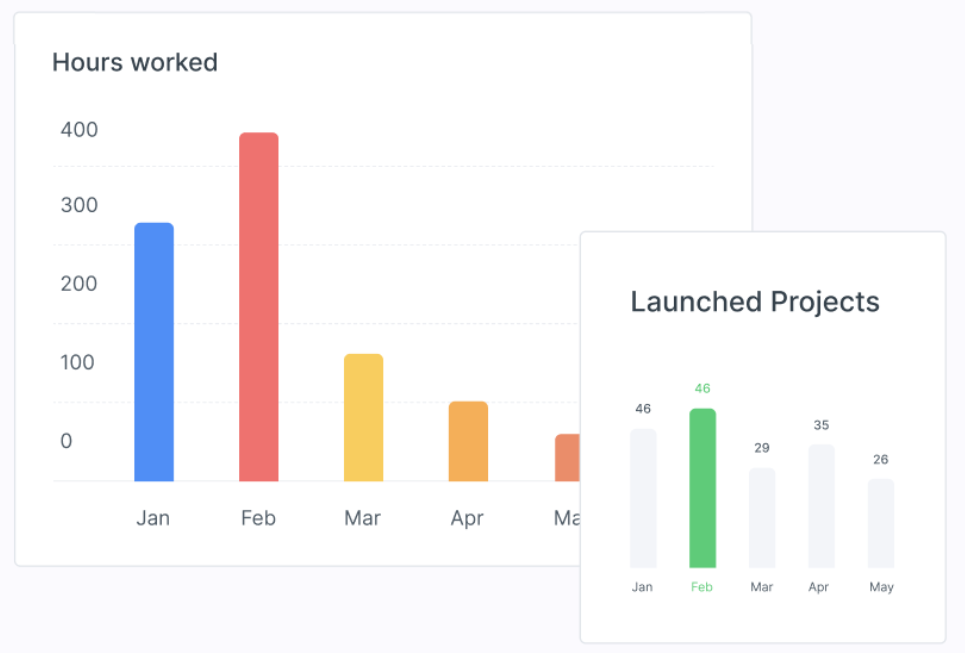 Hours worked
400
300
200
100
0
Jan Feb Mar Apr Ma
Launched Projects
46 46 29 35 26
Jan Feb Mar Apr May